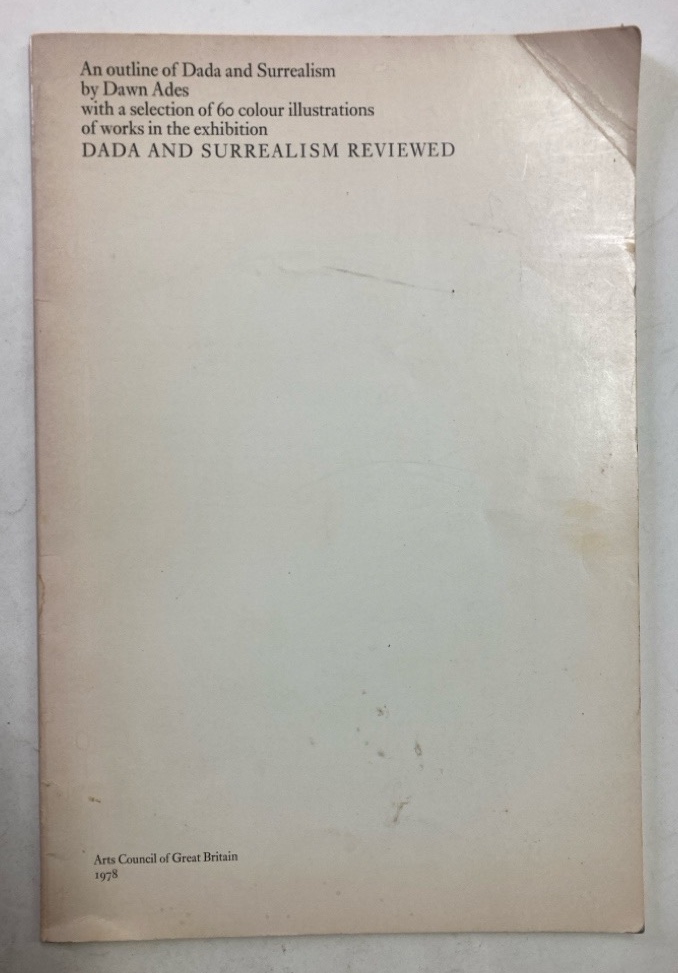 An outline of Dada and Surrealism
by Dawn Ades
with a selection of 60 colour illustrations
of works in the exhibition
DADA AND SURREALISM REVIEWED
Arts Council of Great Britain
1978